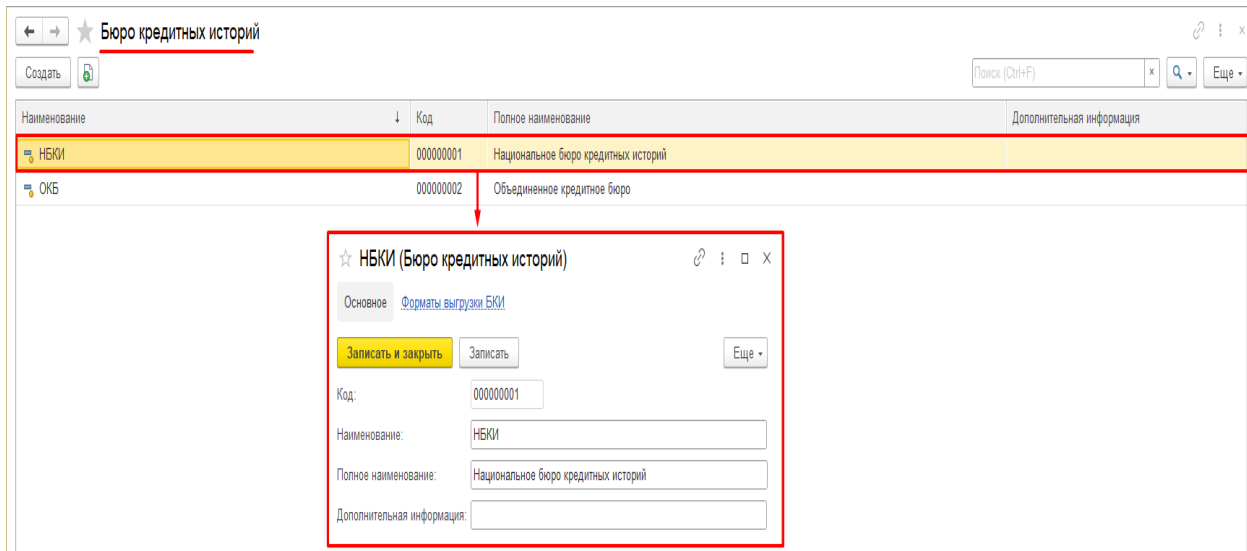 Бюро кредитных историй
Создать Поиск (Ctrl+F) Еще
Наименование Код Полное наименование Дополнительная информация
НБКИ 000000001 Национальное бюро кредитных историй
ОКБ 000000002 Объединенное кредитное бюро
НБКИ (Бюро кредитных историй)
Основное Форматы выгрузки БКИ
Записать и закрыть Записать Еще
Код: 000000001
Наименование: НБКИ
Полное наименование: Национальное бюро кредитных историй
Дополнительная информация: